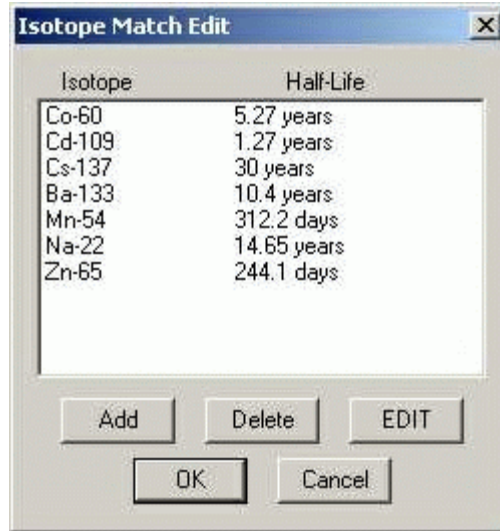 Isotope Match Edit
Isotope Half-Life
Co-60 5.27 years
Cd-109 1.27 years
Cs-137 30 years
Ba-133 10.4 years
Mn-54 312.2 days
Na-22 14.65 years
Zn-65 244.1 days
Add Delete EDIT
OK Cancel